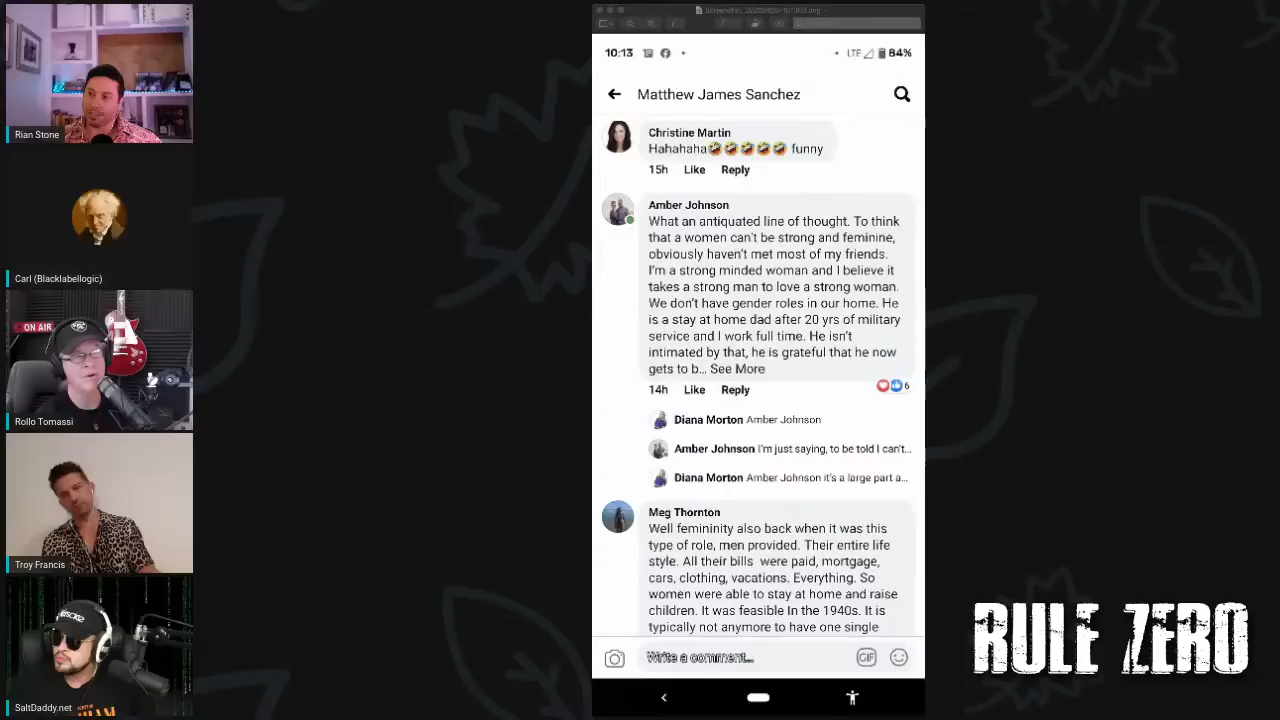 Screenshot_20200820-101303.png
10:13
LTE
84%
Matthew James Sanchez
Christine Martin
Hahahaha🤣🤣🤣🤣🤣 funny
15h Like Reply
Amber Johnson
What an antiquated line of thought. To think
that a women can't be strong and feminine,
obviously haven't met most of my friends.
I'm a strong minded woman and I believe it
takes a strong man to love a strong woman.
We don't have gender roles in our home. He
is a stay at home dad after 20 yrs of military
service and I work full time. He isn't
intimated by that, he is grateful that he now
gets to b... See More
14h Like Reply
6
Diana Morton Amber Johnson
Amber Johnson I'm just saying, to be told I can't...
Diana Morton Amber Johnson it's a large part a...
Meg Thornton
Well femininity also back when it was this
type of role, men provided. Their entire life
style. All their bills were paid, mortgage,
cars, clothing, vacations. Everything. So
women were able to stay at home and raise
children. It was feasible In the 1940s. It is
typically not anymore to have one single
Write a comment...
GIF
Rian Stone
Carl (Blacklabellogic)
ON AIR
Rollo Tomassi
Troy Francis
SaltDaddy.net
RULE ZERO